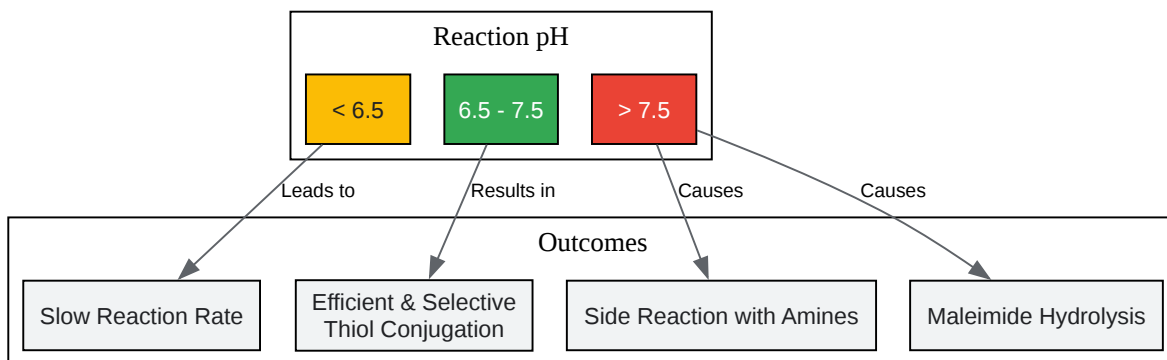 Reaction pH
< 6.5
6.5 - 7.5
> 7.5
Leads to
Results in
Causes
Causes
Outcomes
Slow Reaction Rate
Efficient & Selective
Thiol Conjugation
Side Reaction with Amines
Maleimide Hydrolysis